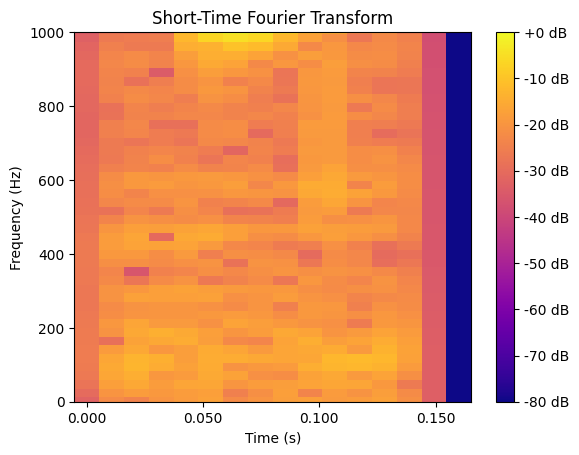 Short-Time Fourier Transform
1000
800
600
400
200
0
Frequency (Hz)
0.000
0.050
0.100
0.150
Time (s)
+0 dB
-10 dB
-20 dB
-30 dB
-40 dB
-50 dB
-60 dB
-70 dB
-80 dB